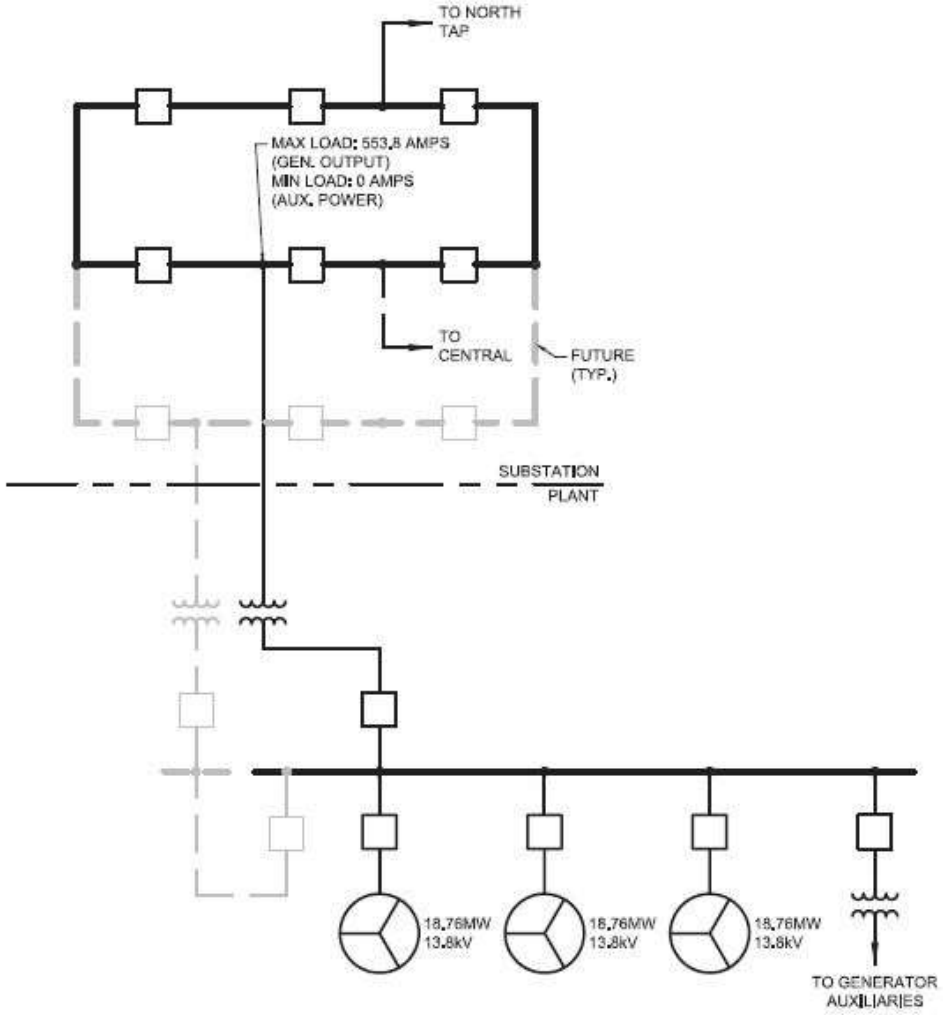 TO NORTH
TAP
MAX LOAD: 553.8 AMPS
(GEN. OUTPUT)
MIN LOAD: 0 AMPS
(AUX. POWER)
TO
CENTRAL
FUTURE
(TYP.)
SUBSTATION
PLANT
18.76MW
13.8kV
18.76MW
13.8kV
18.76MW
13.8kV
TO GENERATOR
AUXILIARIES